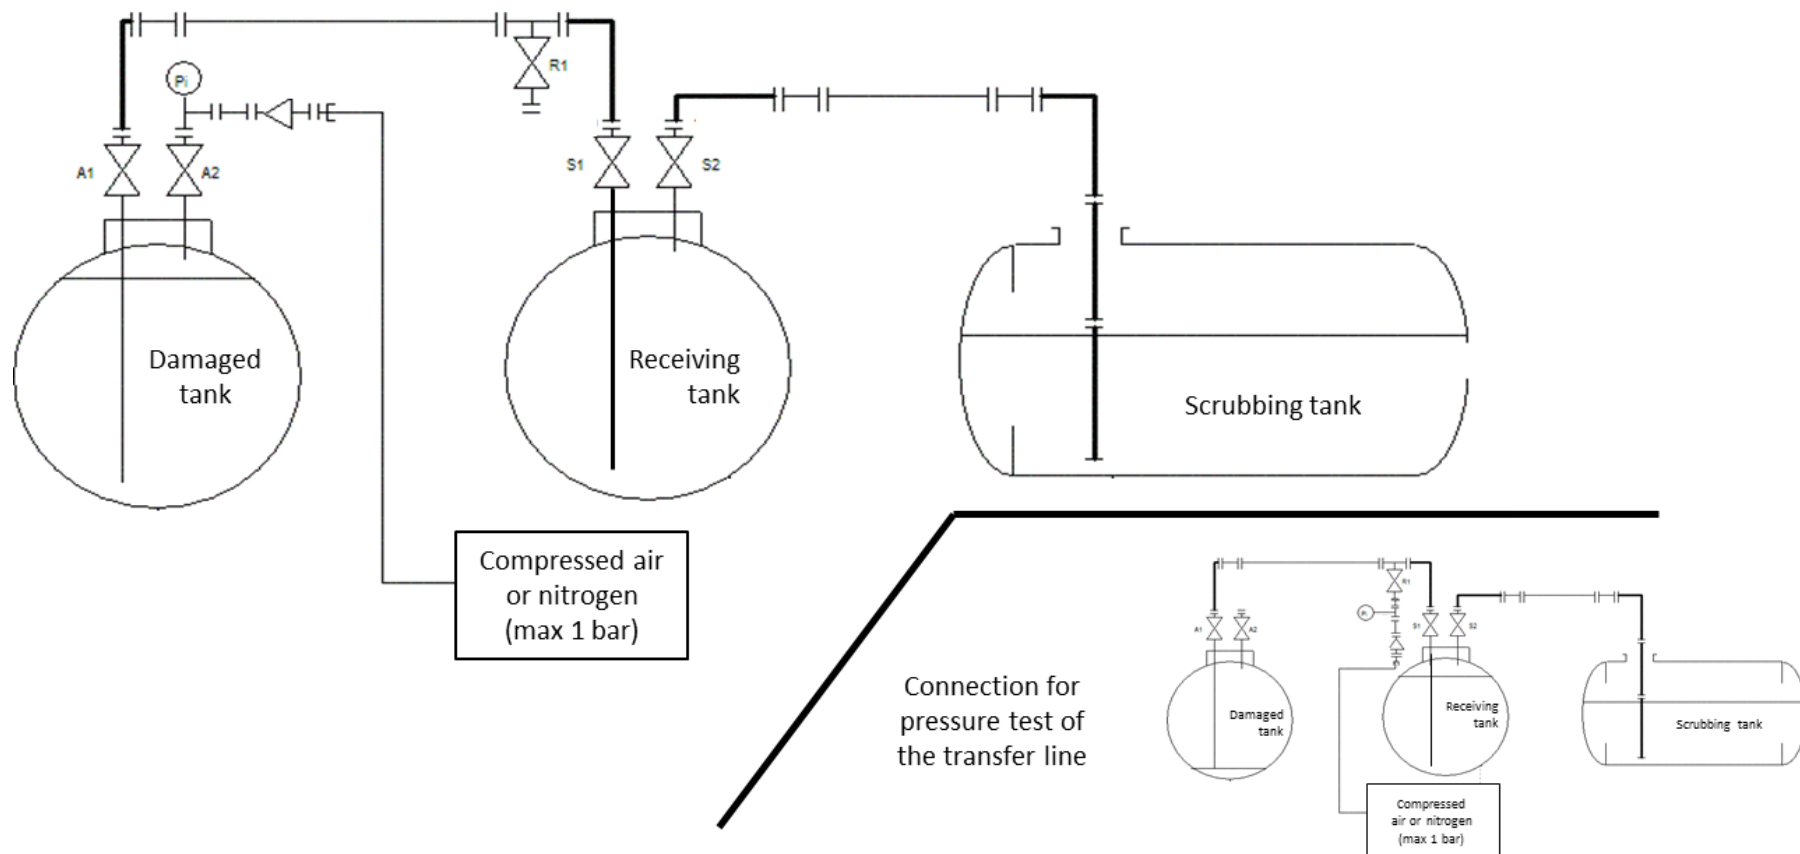 R1
Pi
A1
A2
S1
S2
Damaged
tank
Receiving
tank
Scrubbing tank
Compressed air
or nitrogen
(max 1 bar)
Connection for
pressure test of
the transfer line
R1
Pi
A1
A2
S1
S2
Damaged
tank
Receiving
tank
Scrubbing tank
Compressed
air or nitrogen
(max 1 bar)